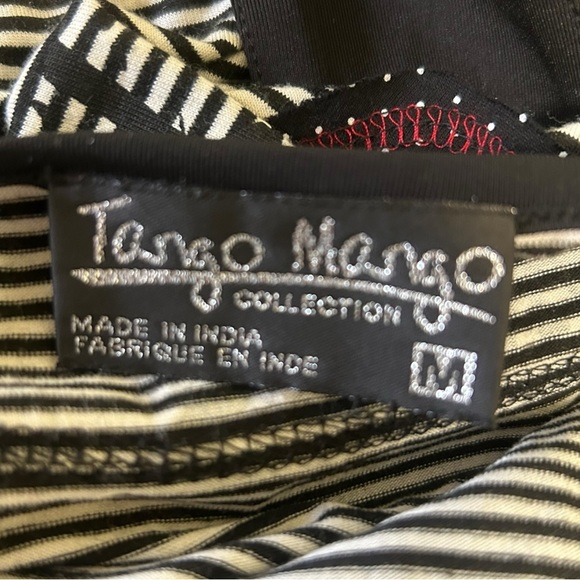 Tango Mango
COLLECTION
MADE IN INDIA
FABRIQUE EN INDE
M